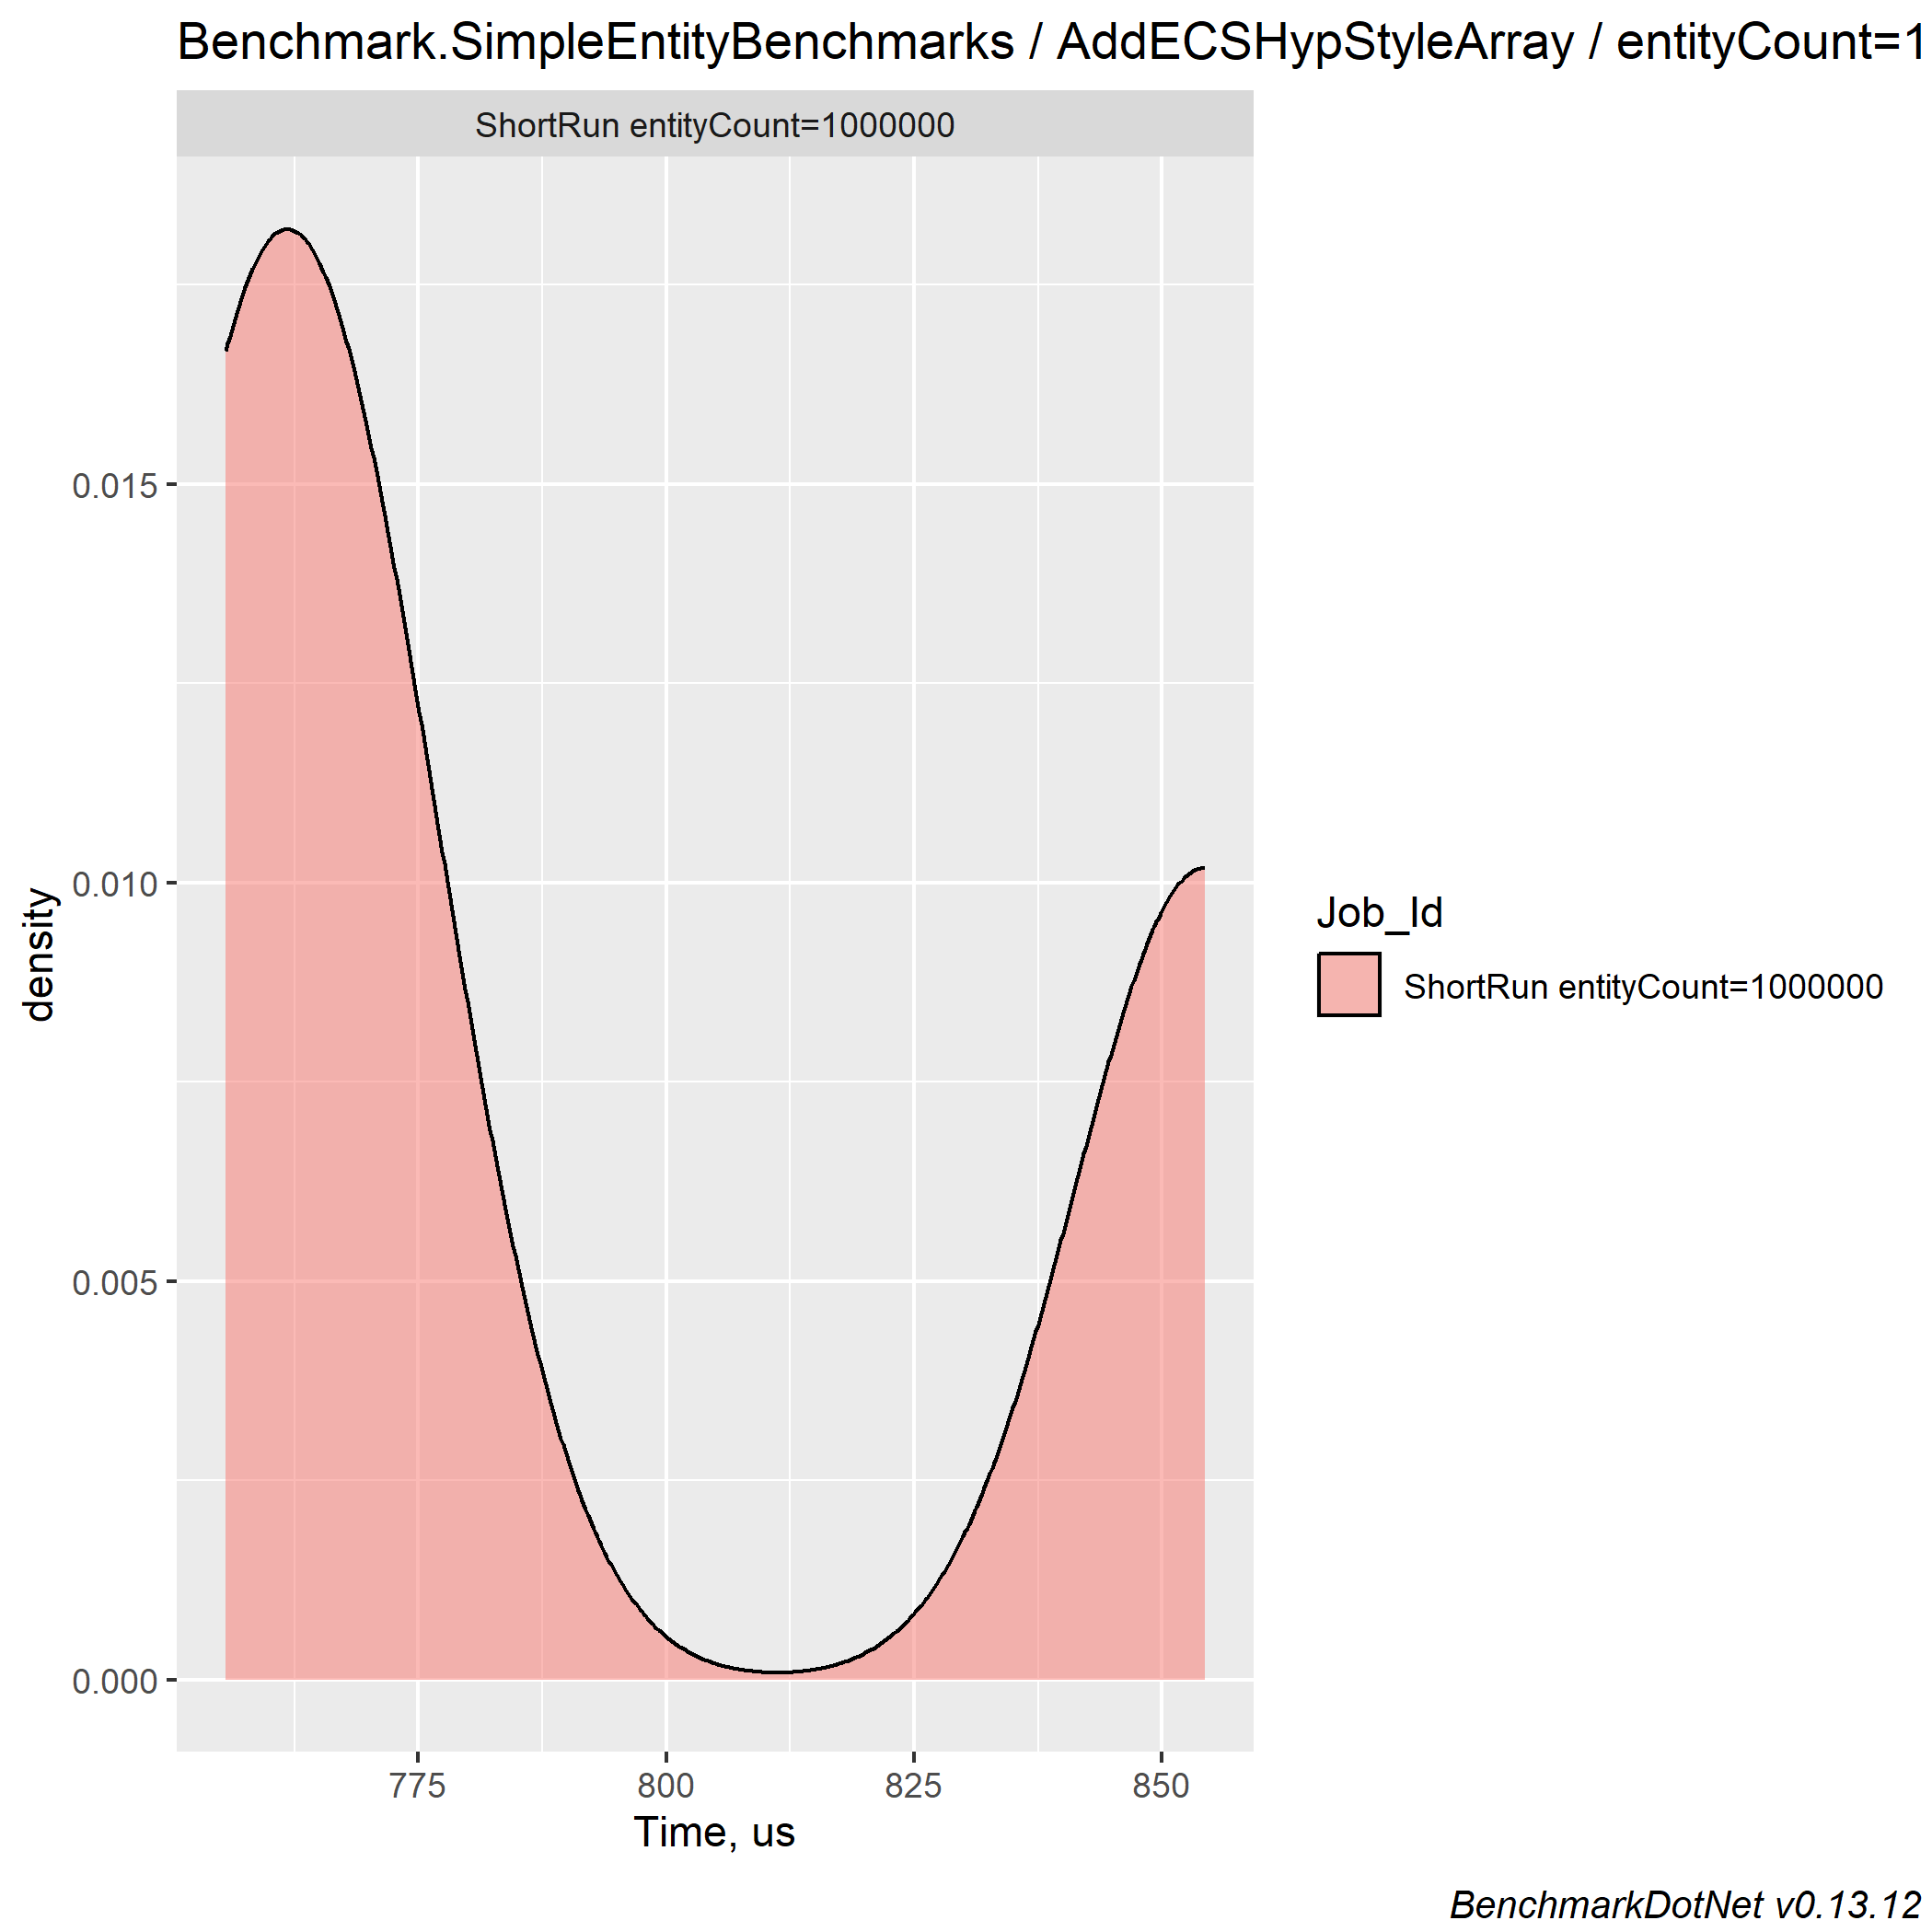 Benchmark.SimpleEntityBenchmarks / AddECSHypStyleArray / entityCount=1
ShortRun entityCount=1000000
0.015
0.010
0.005
0.000
density
775 800 825 850
Time, us
Job_Id
ShortRun entityCount=1000000
BenchmarkDotNet v0.13.12